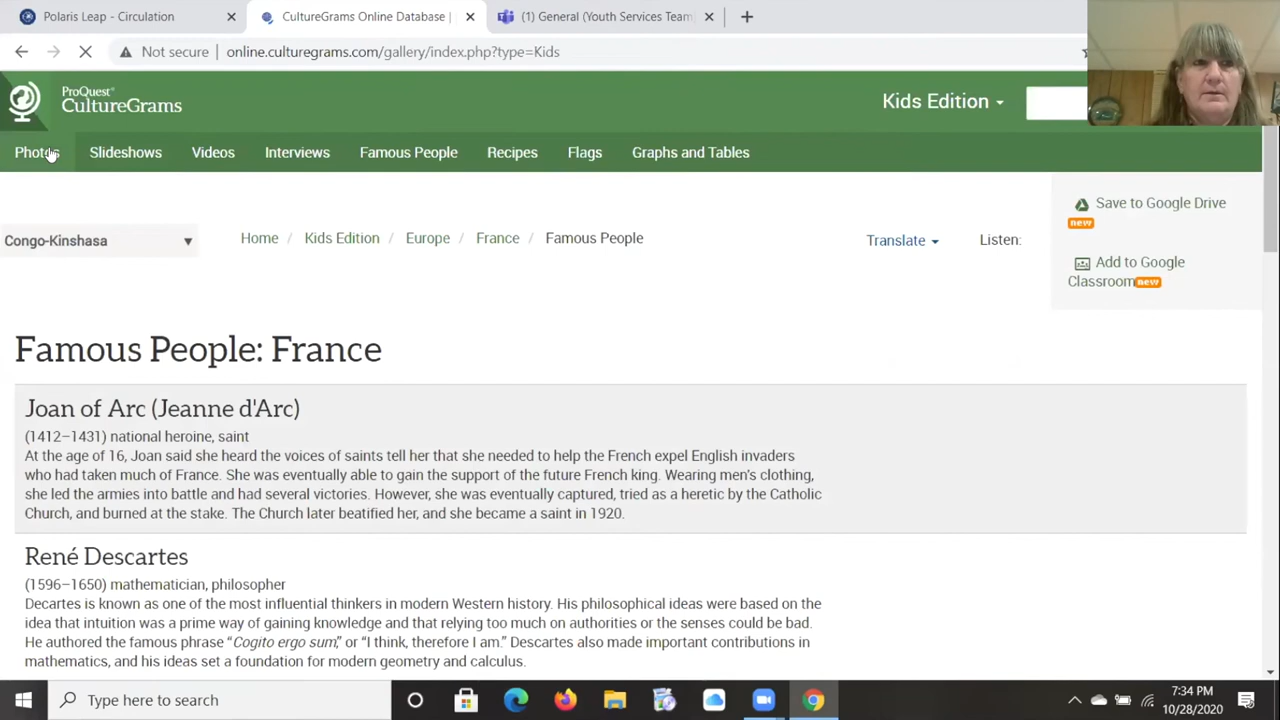 Polaris Leap - Circulation
CultureGrams Online Database |
(1) General (Youth Services Team
Not secure
online.culturegrams.com/gallery/index.php?type=Kids
ProQuest®
CultureGrams
Kids Edition
Photos
Slideshows
Videos
Interviews
Famous People
Recipes
Flags
Graphs and Tables
Congo-Kinshasa
Home / Kids Edition / Europe / France / Famous People
Translate
Listen:
Save to Google Drive
new
Add to Google
Classroom new
Famous People: France
Joan of Arc (Jeanne d'Arc)
(1412–1431) national heroine, saint
At the age of 16, Joan said she heard the voices of saints tell her that she needed to help the French expel English invaders
who had taken much of France. She was eventually able to gain the support of the future French king. Wearing men's clothing,
she led the armies into battle and had several victories. However, she was eventually captured, tried as a heretic by the Catholic
Church, and burned at the stake. The Church later beatified her, and she became a saint in 1920.
René Descartes
(1596–1650) mathematician, philosopher
Decartes is known as one of the most influential thinkers in modern Western history. His philosophical ideas were based on the
idea that intuition was a prime way of gaining knowledge and that relying too much on authorities or the senses could be bad.
He authored the famous phrase “Cogito ergo sum,” or “I think, therefore I am.” Descartes also made important contributions in
mathematics, and his ideas set a foundation for modern geometry and calculus.
Type here to search
7:34 PM
10/28/2020